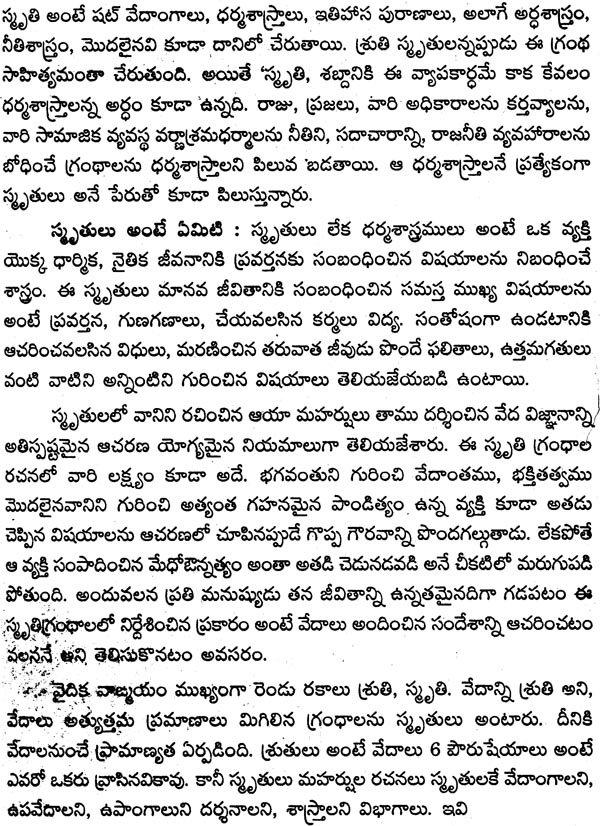 స్మృతి అంటే షట్ వేదాంగాలు, ధర్మశాస్త్రాలు, ఇతిహాస పురాణాలు, అలాగే అర్థశాస్త్రం,
నీతిశాస్త్రం, మొదలైనవి కూడా దానిలో చేరుతాయి. శ్రుతి స్మృతులన్నప్పుడు ఈ గ్రంథ
సాహిత్యమంతా చేరుతుంది. అయితే 'స్మృతి, శబ్దానికి ఈ వ్యాపకార్థమే కాక కేవలం
ధర్మశాస్త్రాలన్న అర్థం కూడా ఉన్నది. రాజు, ప్రజలు, వారి అధికారాలను కర్తవ్యాలను,
వారి సామాజిక వ్యవస్థ వర్ణాశ్రమధర్మాలను నీతిని, సదాచారాన్ని, రాజనీతి వ్యవహారాలను
బోధించే గ్రంథాలను ధర్మశాస్త్రాలని పిలువ బడతాయి. ఆ ధర్మశాస్త్రాలనే ప్రత్యేకంగా
స్మృతులు అనే పేరుతో కూడా పిలుస్తున్నారు.
స్మృతులు అంటే ఏమిటి : స్మృతులు లేక ధర్మశాస్త్రములు అంటే ఒక వ్యక్తి
యొక్క ధార్మిక, నైతిక జీవనానికి ప్రవర్తనకు సంబంధించిన విషయాలను నిబంధించే
శాస్త్రం. ఈ స్మృతులు మానవ జీవితానికి సంబంధించిన సమస్త ముఖ్య విషయాలను
అంటే ప్రవర్తన, గుణగణాలు, చేయవలసిన కర్మలు విద్య. సంతోషంగా ఉండటానికి
ఆచరించవలసిన విధులు, మరణించిన తరువాత జీవుడు పొందే ఫలితాలు, ఉత్తమగతులు
వంటి వాటిని అన్నింటిని గురించిన విషయాలు తెలియజేయబడి ఉంటాయి.
స్మృతులలో వానిని రచించిన ఆయా మహర్షులు తాము దర్శించిన వేద విజ్ఞానాన్ని
అతిస్పష్టమైన ఆచరణ యోగ్యమైన నియమాలుగా తెలియజేశారు. ఈ స్మృతి గ్రంథాల
రచనలో వారి లక్ష్యం కూడా అదే. భగవంతుని గురించి వేదాంతము, భక్తితత్వము
మొదలైనవానిని గురించి అత్యంత గహనమైన పాండిత్యం ఉన్న వ్యక్తి కూడా అతడు
చెప్పిన విషయాలను ఆచరణలో చూపినప్పుడే గొప్ప గౌరవాన్ని పొందగల్గుతాడు. లేకపోతే
ఆ వ్యక్తి సంపాదించిన మేధోఔన్నత్యం అంతా అతడి చెడునడవడి అనే చీకటిలో మరుగుపడి
పోతుంది. అందువలన ప్రతి మనుష్యుడు తన జీవితాన్ని ఉన్నతమైనదిగా గడపటం ఈ
స్మృతిగ్రంథాలలో నిర్దేశించిన ప్రకారం అంటే వేదాలు అందించిన సందేశాన్ని ఆచరించటం
వలననే అని తెలిసుకొనటం అవసరం.
వైదిక వాఙ్మయం ముఖ్యంగా రెండు రకాలు శ్రుతి, స్మృతి. వేదాన్ని శ్రుతి అని,
వేదాలు అత్యుత్తమ ప్రమాణాలు మిగిలిన గ్రంథాలను స్మృతులు అంటారు. దీనికి
వేదాలనుంచే ప్రామాణ్యత ఏర్పడింది. శ్రుతులు అంటే వేదాలు 6 పౌరుషేయాలు అంటే
ఎవరో ఒకరు వ్రాసినవికావు. కానీ స్మృతులు మహర్షుల రచనలు స్మృతులకే వేదాంగాలని,
ఉపవేదాలని, ఉపాంగాలుని దర్శనాలని, శాస్త్రాలని విభాగాలు. ఇవి